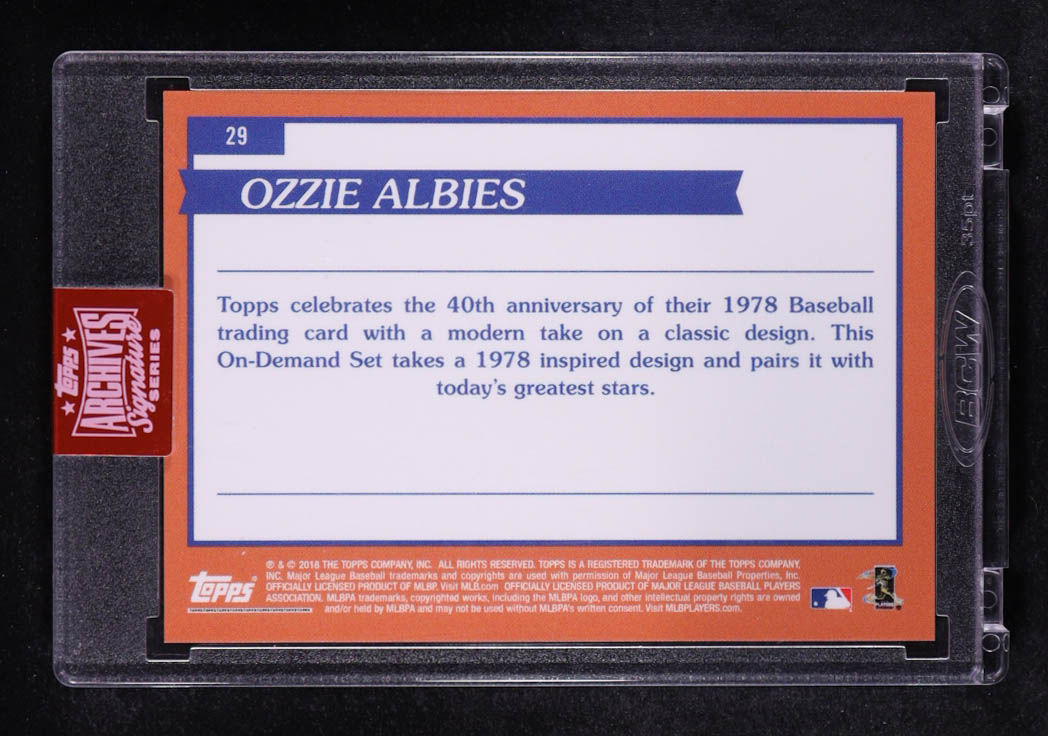 29
OZZIE ALBIES
Topps celebrates the 40th anniversary of their 1978 Baseball
trading card with a modern take on a classic design. This
On-Demand Set takes a 1978 inspired design and pairs it with
today's greatest stars.
TOPPS
ARCHIVES
Signature
SERIES
BCW
35pt
topps®
® & © 2018 THE TOPPS COMPANY, INC. ALL RIGHTS RESERVED. TOPPS IS A REGISTERED TRADEMARK OF THE TOPPS COMPANY,
INC. Major League Baseball trademarks and copyrights are used with permission of Major League Baseball Properties, Inc.
OFFICIALLY LICENSED PRODUCT OF MLBP. Visit MLB.com OFFICIALLY LICENSED PRODUCT OF MAJOR LEAGUE BASEBALL PLAYERS
ASSOCIATION. MLBPA trademarks, copyrighted works, including the MLBPA logo, and other intellectual property rights are owned
and/or held by MLBPA and may not be used without MLBPA's written consent. Visit MLBPLAYERS.com.